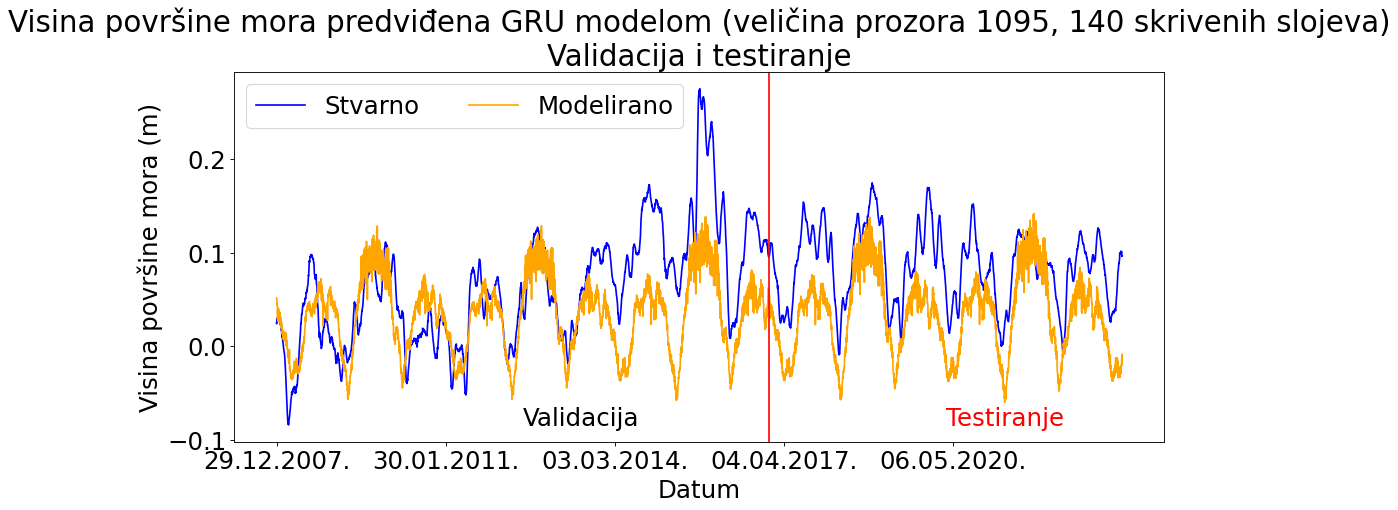 Visina površine mora predviđena GRU modelom (veličina prozora 1095, 140 skrivenih slojeva)
Validacija i testiranje
Stvarno Modelirano
Visina površine mora (m)
0.2
0.1
0.0
−0.1
Validacija Testiranje
29.12.2007. 30.01.2011. 03.03.2014. 04.04.2017. 06.05.2020.
Datum